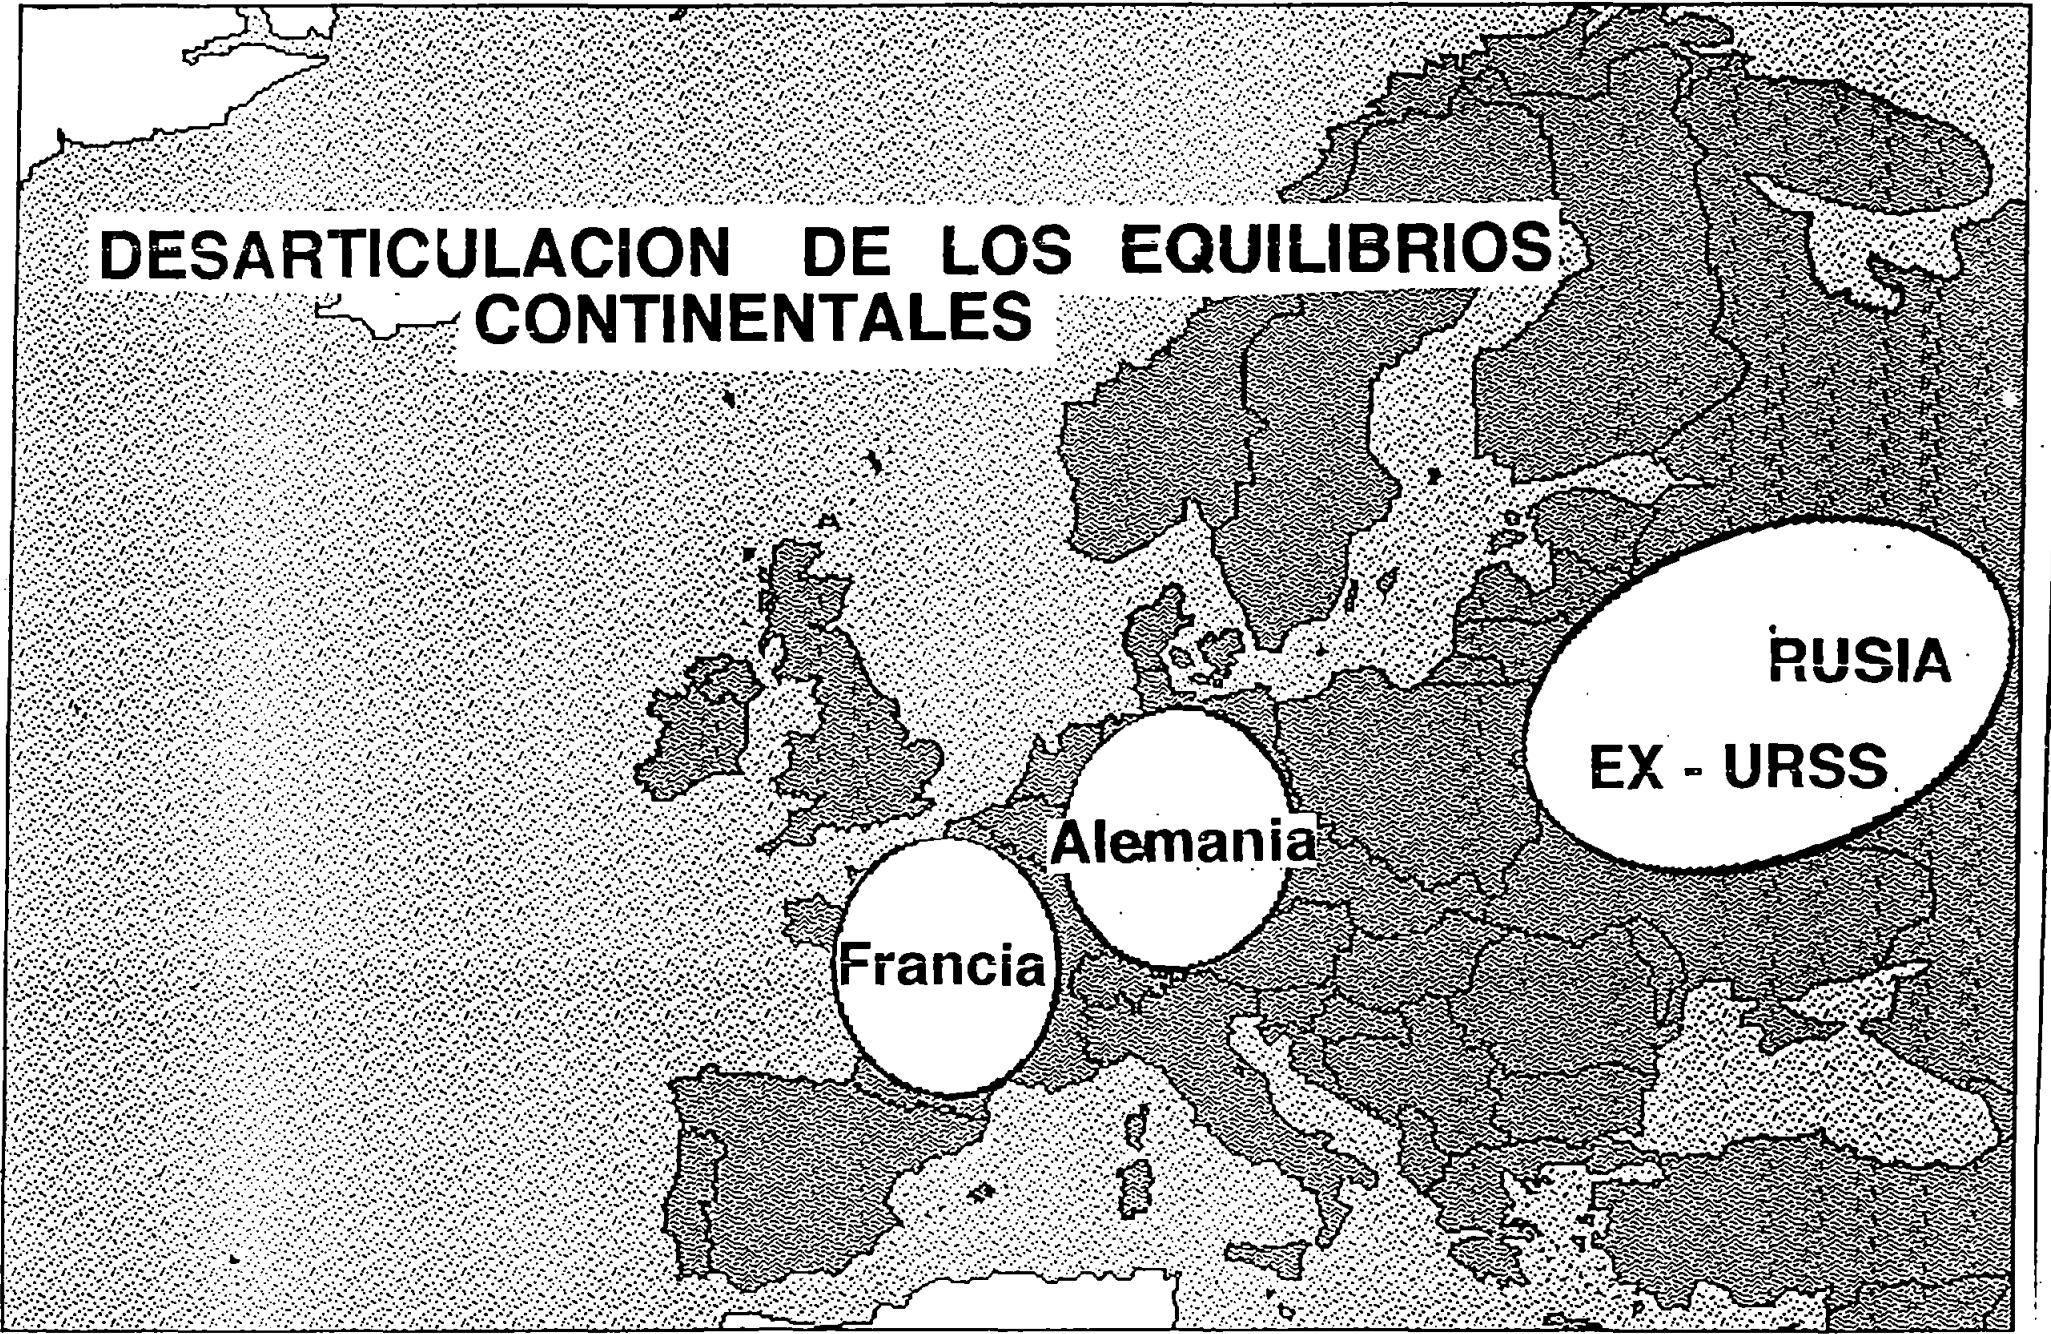 DESARTICULACION DE LOS EQUILIBRIOS
CONTINENTALES
RUSIA
EX - URSS
Alemania
Francia